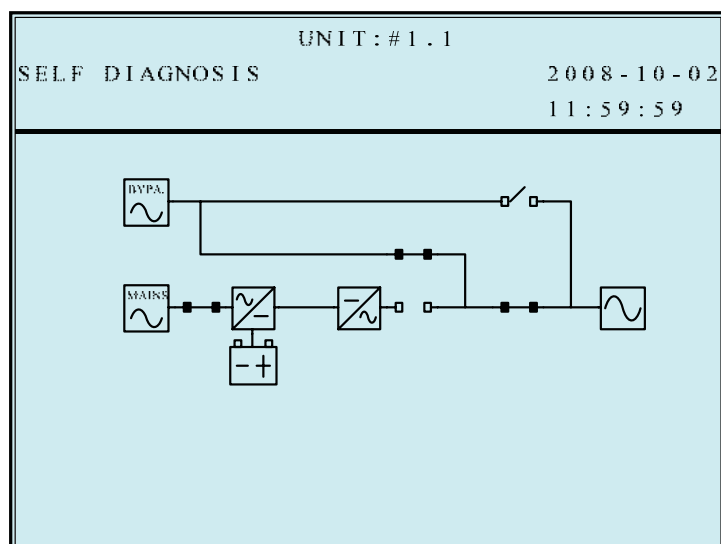 UNIT:#1.1
SELF DIAGNOSIS
2008-10-02
11:59:59
BYPA.
MAINS